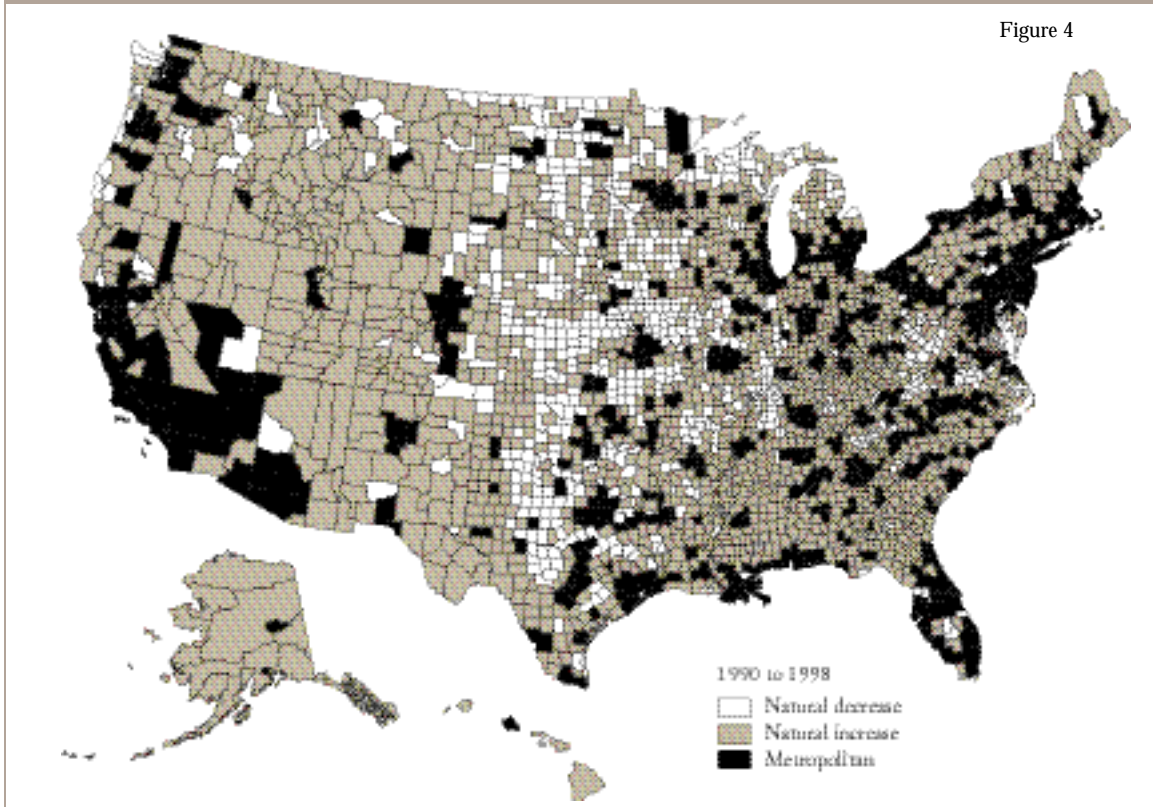 Figure 4
1990 to 1998
Natural decrease
Natural increase
Metropolitan